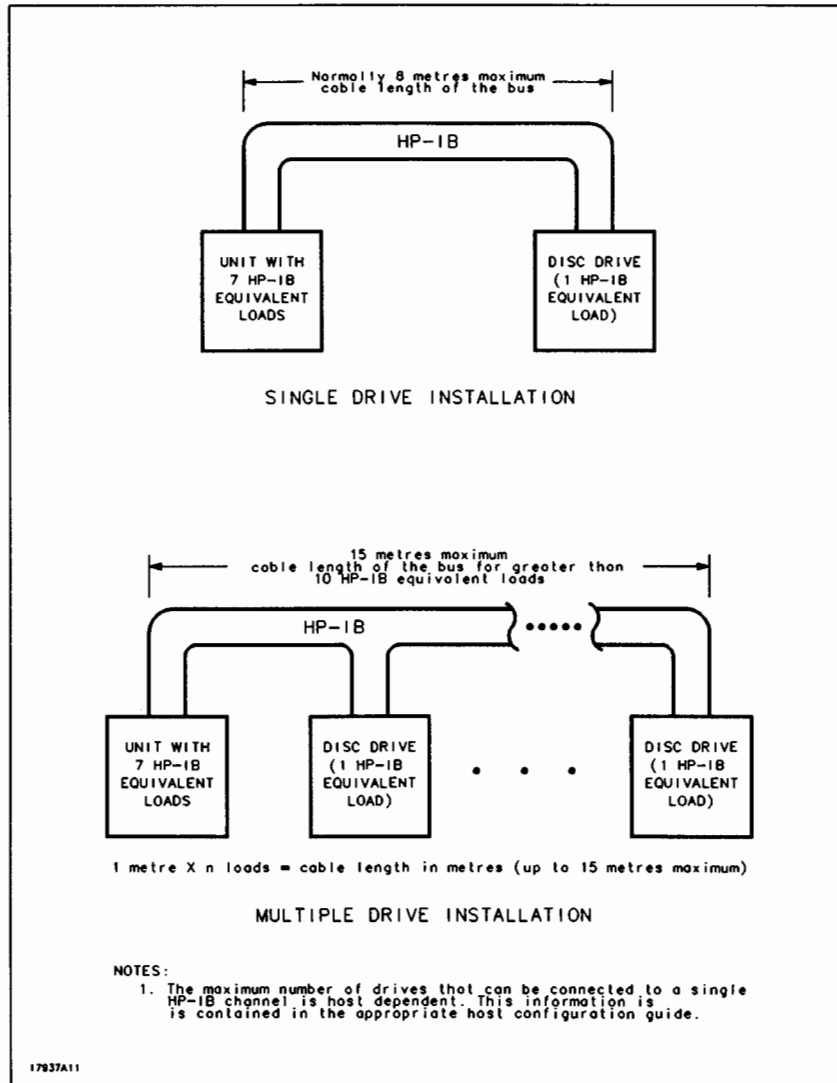 Normally 8 metres maximum
cable length of the bus
HP-IB
UNIT WITH
7 HP-IB
EQUIVALENT
LOADS
DISC DRIVE
(1 HP-IB
EQUIVALENT
LOAD)
SINGLE DRIVE INSTALLATION
15 metres maximum
cable length of the bus for greater than
10 HP-IB equivalent loads
HP-IB
UNIT WITH
7 HP-IB
EQUIVALENT
LOADS
DISC DRIVE
(1 HP-IB
EQUIVALENT
LOAD)
DISC DRIVE
(1 HP-IB
EQUIVALENT
LOAD)
1 metre X n loads = cable length in metres (up to 15 metres maximum)
MULTIPLE DRIVE INSTALLATION
NOTES:
1. The maximum number of drives that can be connected to a single
HP-IB channel is host dependent. This information is
is contained in the appropriate host configuration guide.
17937A11